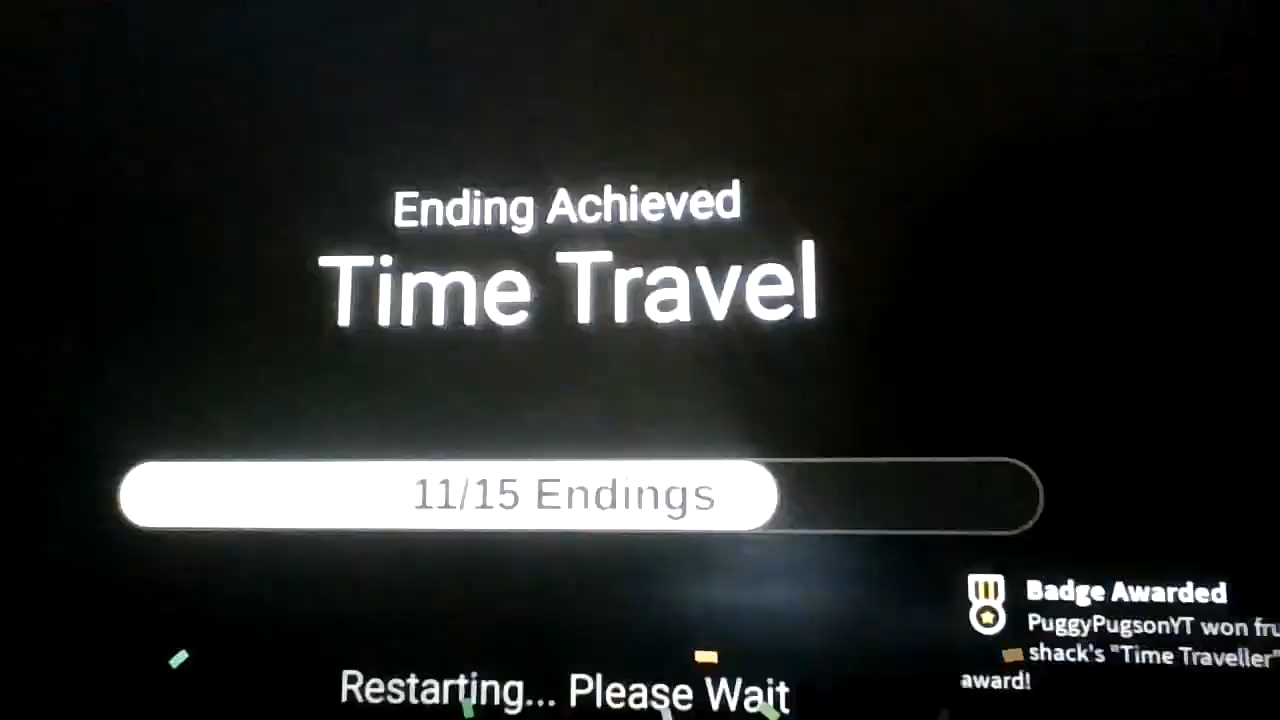 Ending Achieved
Time Travel
11/15 Endings
Badge Awarded
PuggyPugsonYT won
shack's "Time Traveller"
award!
Restarting... Please Wait